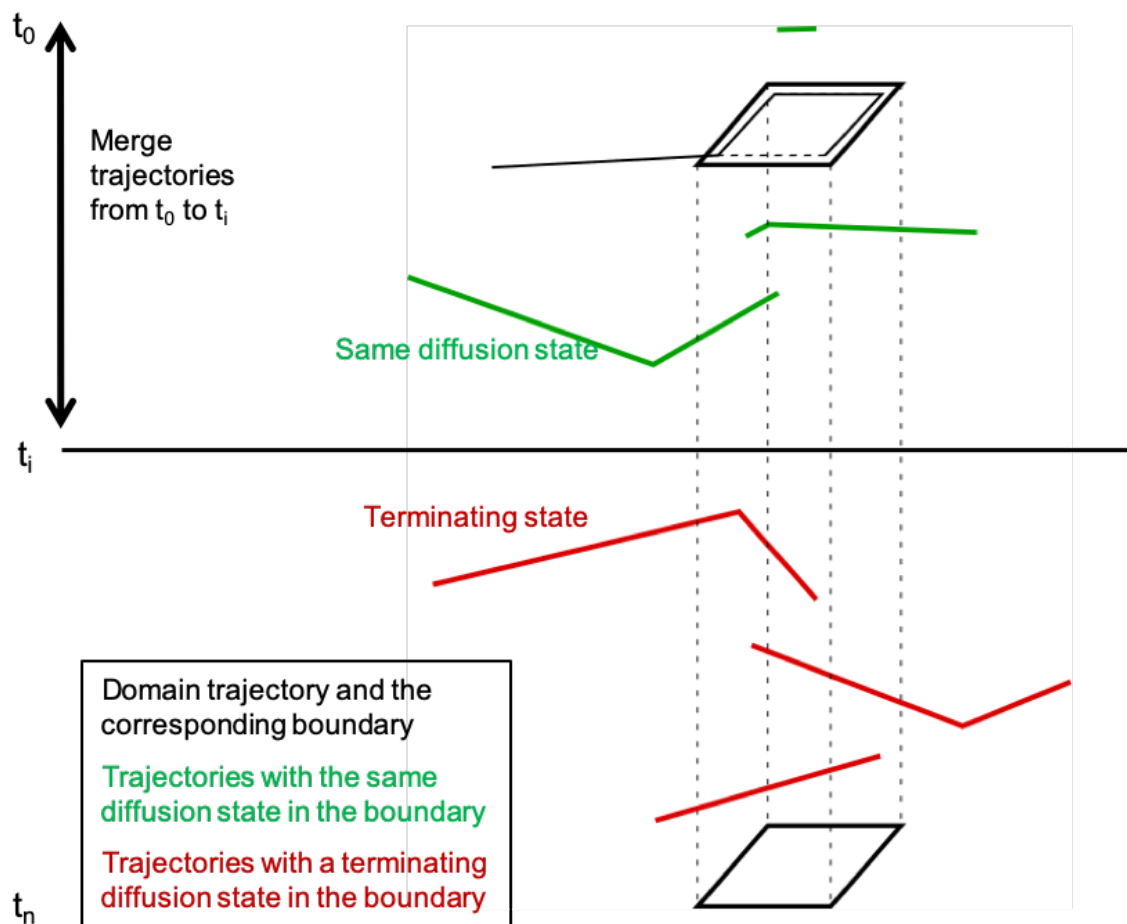 t0
Merge
trajectories
from t0 to ti
Same diffusion state
ti
Terminating state
Domain trajectory and the
corresponding boundary
Trajectories with the same
diffusion state in the boundary
Trajectories with a terminating
diffusion state in the boundary
tn